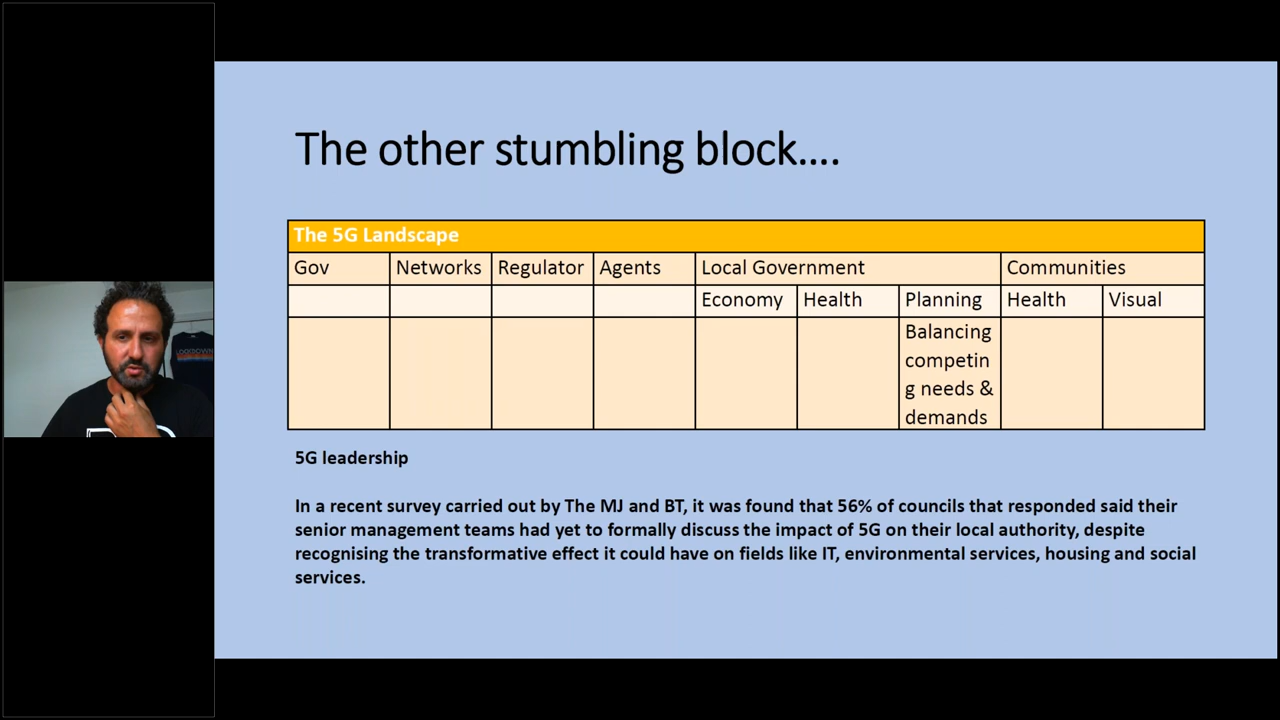 The other stumbling block....
The 5G Landscape
Gov Networks Regulator Agents Local Government Communities
Economy Health Planning Health Visual
Balancing
competin
g needs &
demands
5G leadership
In a recent survey carried out by The MJ and BT, it was found that 56% of councils that responded said their
senior management teams had yet to formally discuss the impact of 5G on their local authority, despite
recognising the transformative effect it could have on fields like IT, environmental services, housing and social
services.
LOCKDOWN